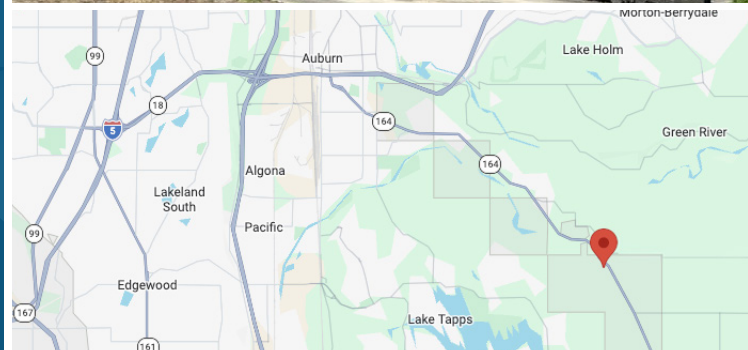 Morton-Berrydale
99
Auburn
Lake Holm
18
164
5
Green River
164
Algona
Lakeland
South
Pacific
99
Edgewood
167
Lake Tapps
161